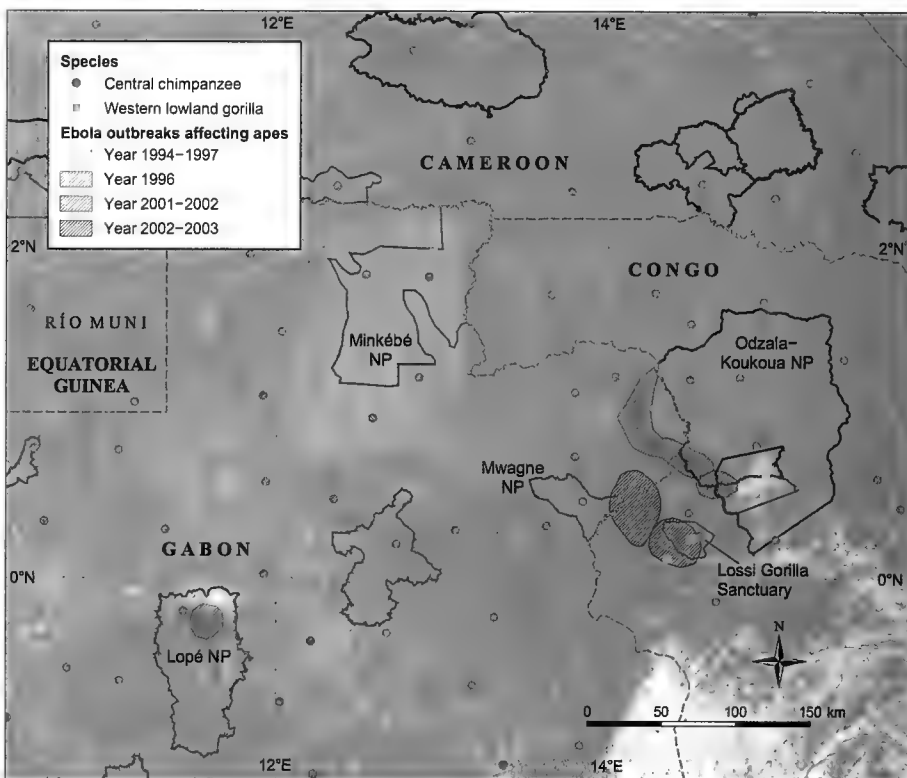 12°E
14°E
Species
Central chimpanzee
Western lowland gorilla
Ebola outbreaks affecting apes
Year 1994–1997
Year 1996
Year 2001–2002
Year 2002–2003
CAMEROON
2°N
2°N
CONGO
RÍO MUNI
EQUATORIAL
GUINEA
Minkébé
NP
Odzala–
Koukoua NP
Mwagne
NP
GABON
0°N
Lossi Gorilla
Sanctuary
0°N
Lopé NP
N
0 50 100 150 km
12°E
14°E